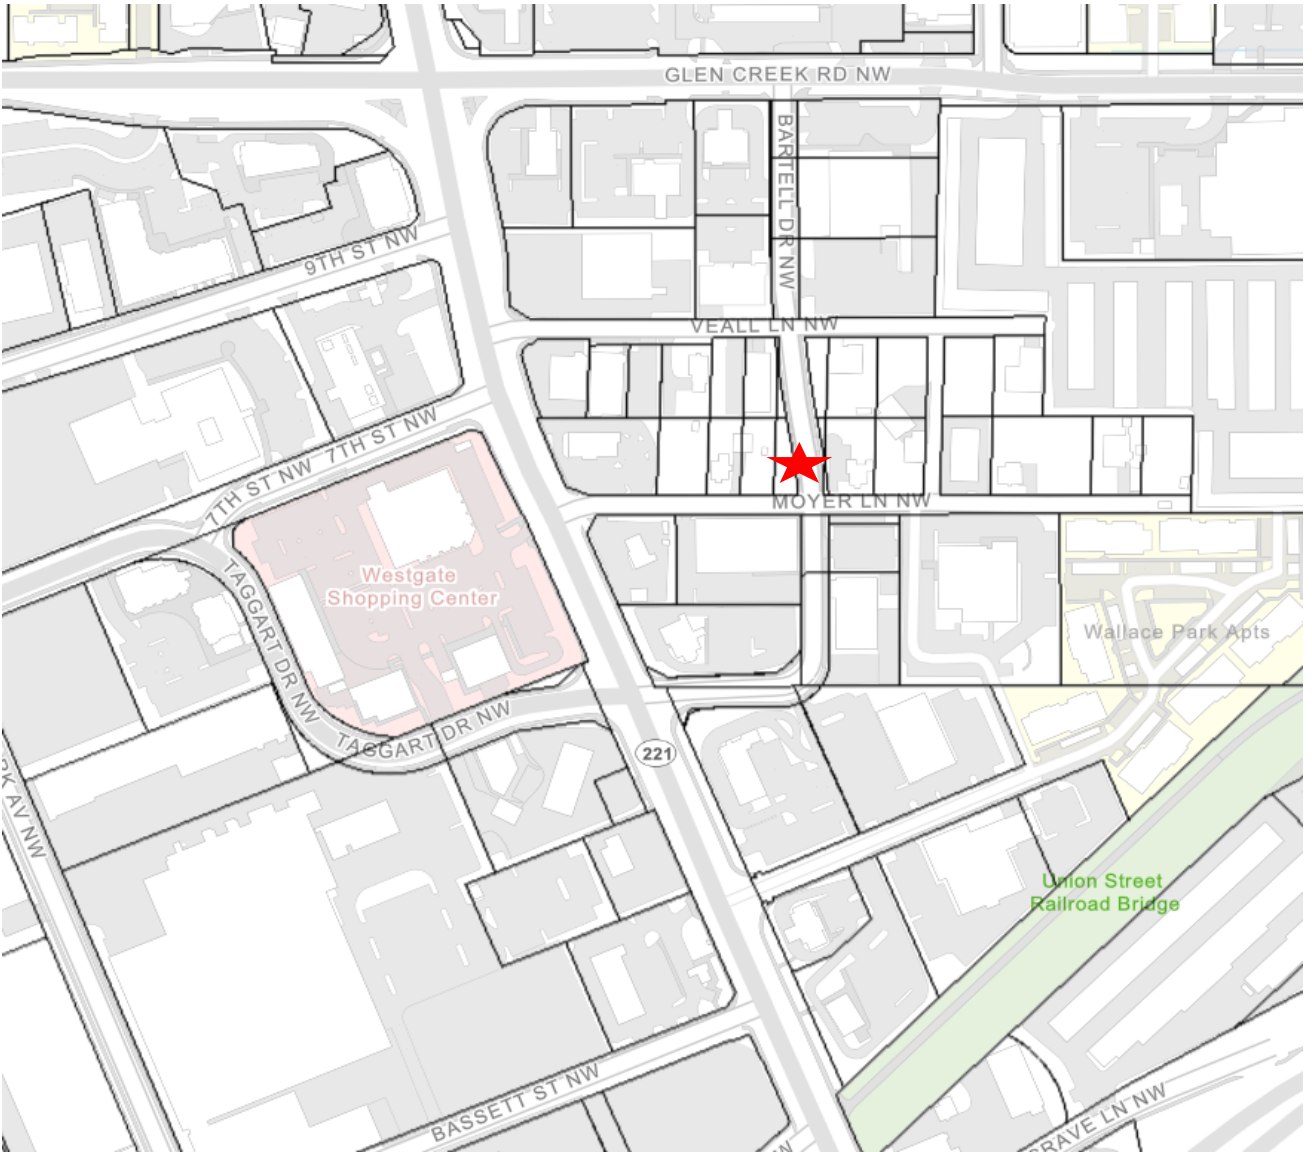 GLEN CREEK RD NW
BARTELL DR NW
9TH ST NW
VEALL LN NW
7TH ST NW
7TH ST NW
MOYER LN NW
Westgate
Shopping Center
TAGGART DR NW
Wallace Park Apts
TAGGART DR NW
221
AV NW
Union Street
Railroad Bridge
BASSETT ST NW
LN NW